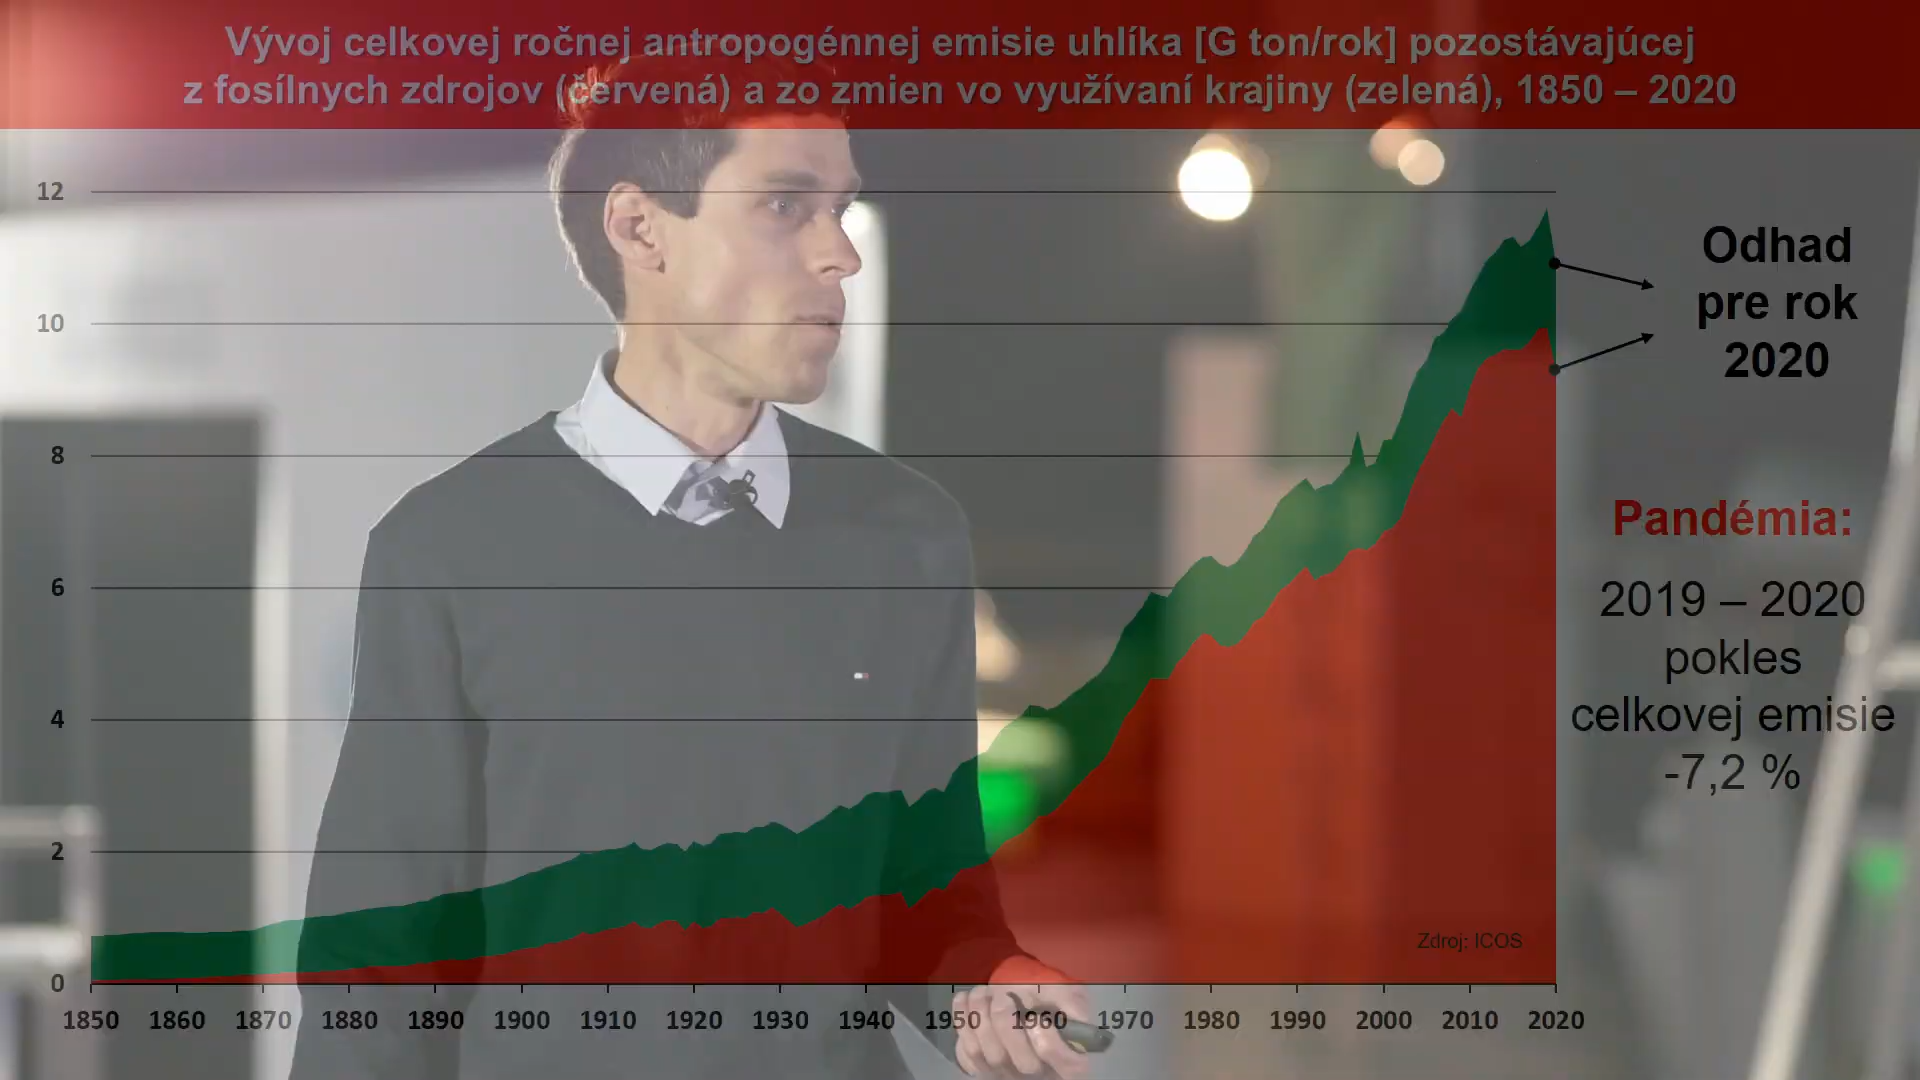 Vývoj celkovej ročnej antropogénnej emisie uhlíka [G ton/rok] pozostávajúcej
z fosílnych zdrojov (červená) a zo zmien vo využívaní krajiny (zelená), 1850 – 2020
12
10
8
6
4
2
0
1850 1860 1870 1880 1890 1900 1910 1920 1930 1940 1950 1960 1970 1980 1990 2000 2010 2020
Odhad
pre rok
2020
Pandémia:
2019 – 2020
pokles
celkovej emisie
-7,2 %
Zdroj: ICOS